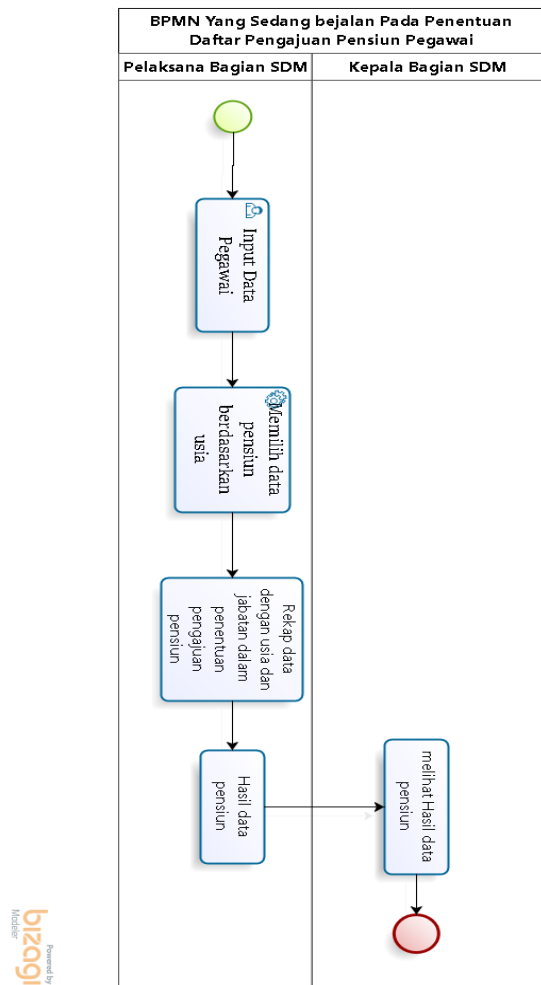 BPMN Yang Sedang bejalan Pada Penentuan
Daftar Pengajuan Pensiun Pegawai
Pelaksana Bagian SDM
Kepala Bagian SDM
Input Data
Pegawai
Memilih data
pensiun
berdasarkan
usia
Rekap data
dengan usia dan
jabatan dalam
penentuan
pengajuan
pensiun
Hasil data
pensiun
melihat Hasil data
pensiun
Powered by
bizagi
Modeler